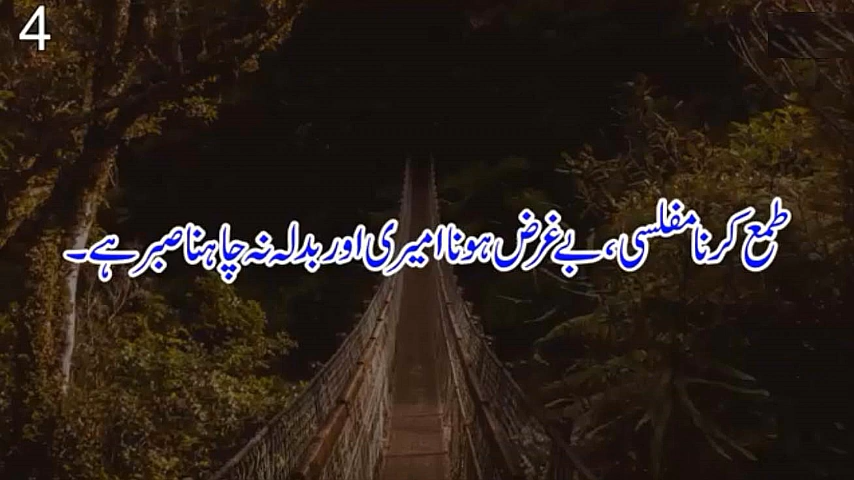 4
طمع کرنا مفلسی، بے غرض ہونا امیری اور بدلہ نہ چاہنا صبر ہے۔